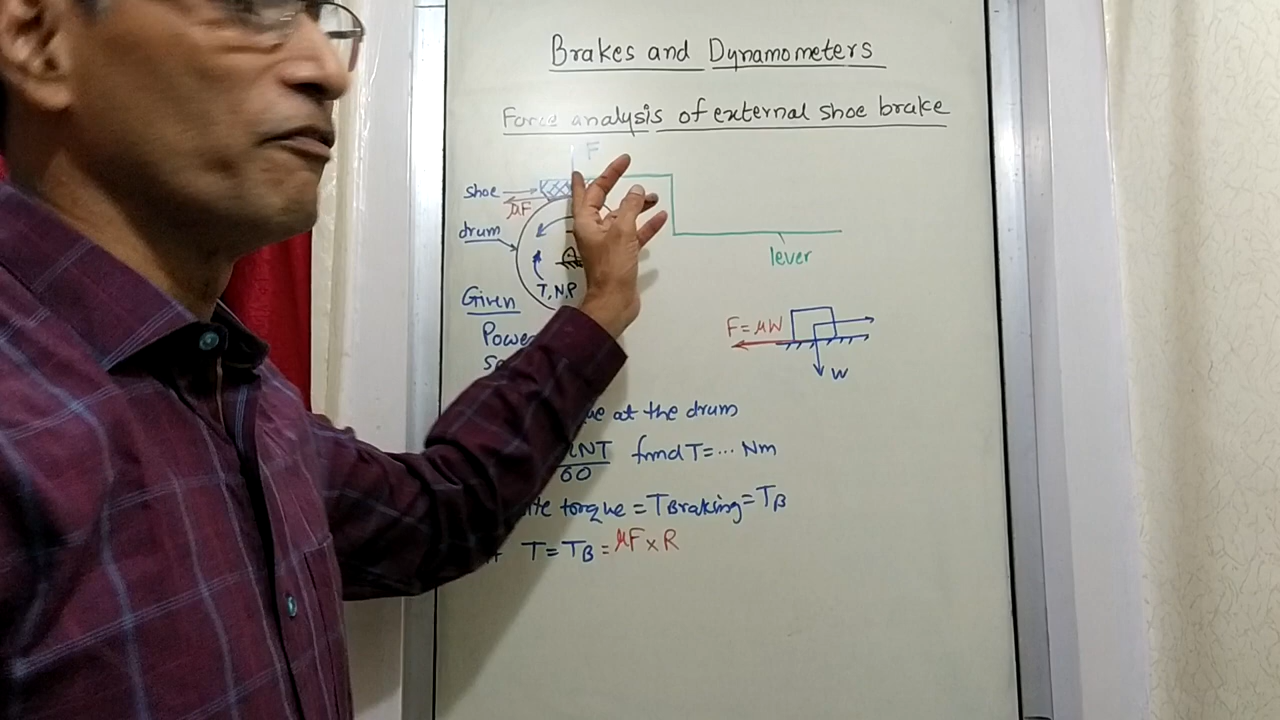 Brakes and Dynamometers
Force analysis of external shoe brake
F
shoe
μF
drum
lever
T, N, P
Given
F = μW
W
at the drum
NT
60
find T = ... Nm
torque = TBraking = TB
T = TB = μF × R